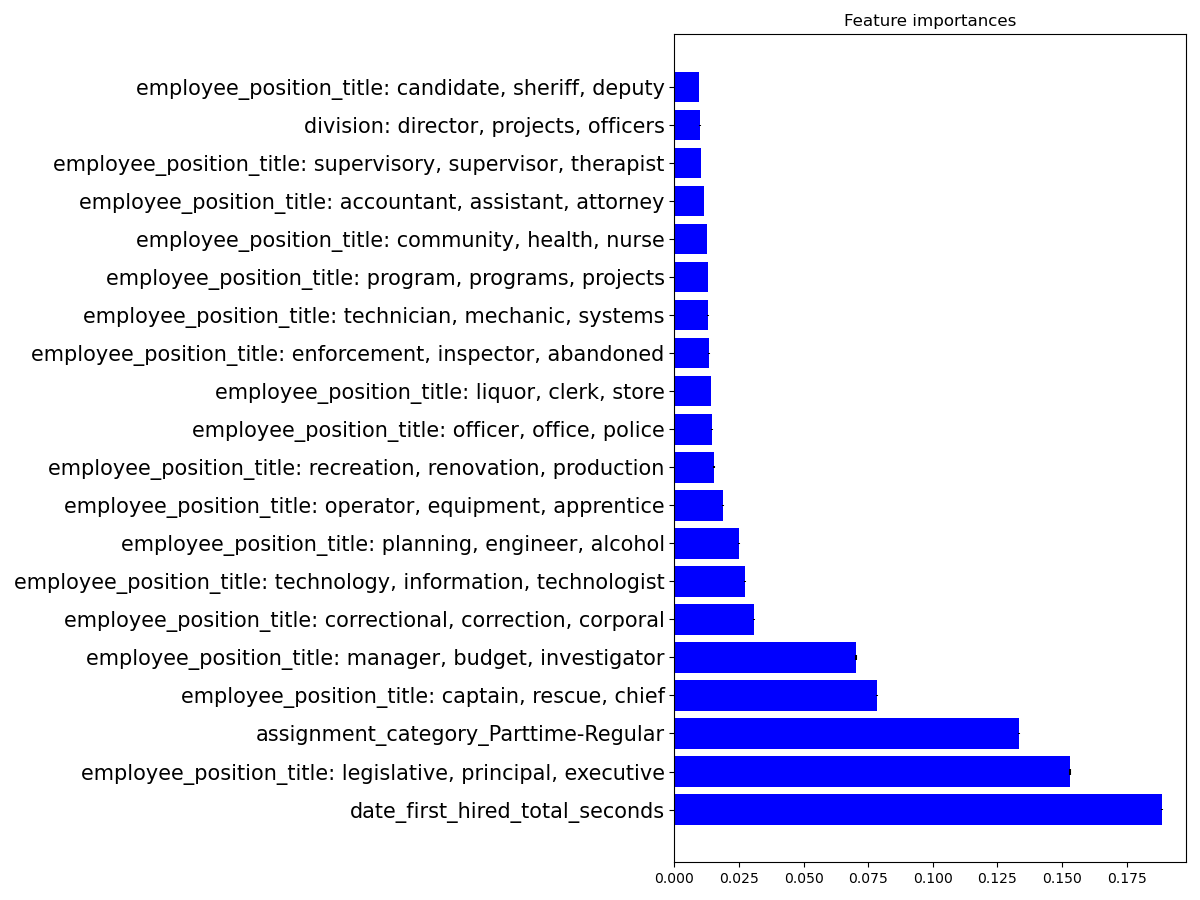 Feature importances
employee_position_title: candidate, sheriff, deputy
division: director, projects, officers
employee_position_title: supervisory, supervisor, therapist
employee_position_title: accountant, assistant, attorney
employee_position_title: community, health, nurse
employee_position_title: program, programs, projects
employee_position_title: technician, mechanic, systems
employee_position_title: enforcement, inspector, abandoned
employee_position_title: liquor, clerk, store
employee_position_title: officer, office, police
employee_position_title: recreation, renovation, production
employee_position_title: operator, equipment, apprentice
employee_position_title: planning, engineer, alcohol
employee_position_title: technology, information, technologist
employee_position_title: correctional, correction, corporal
employee_position_title: manager, budget, investigator
employee_position_title: captain, rescue, chief
assignment_category_Parttime-Regular
employee_position_title: legislative, principal, executive
date_first_hired_total_seconds
0.000 0.025 0.050 0.075 0.100 0.125 0.150 0.175